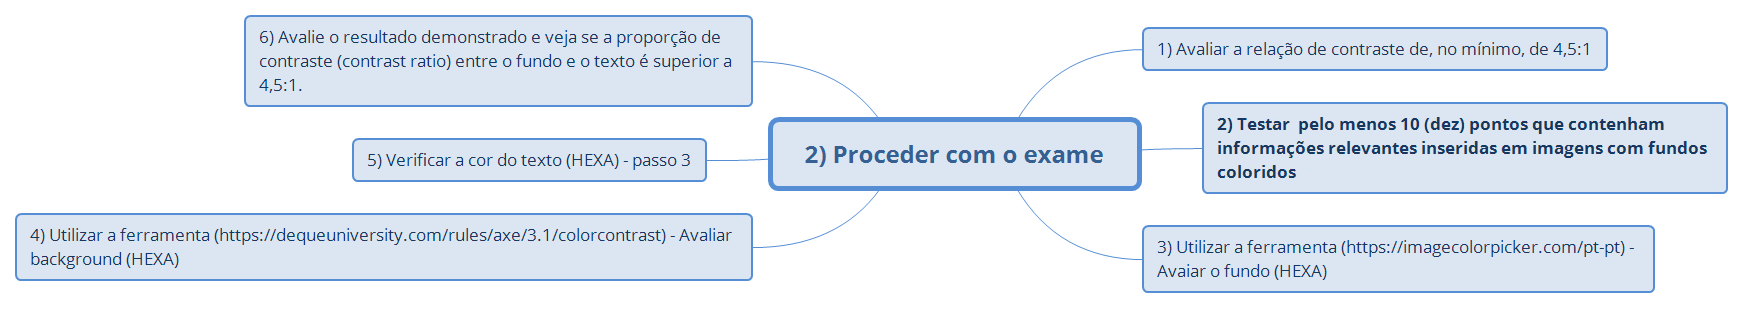 2) Proceder com o exame
1) Avaliar a relação de contraste de, no mínimo, de 4,5:1
2) Testar  pelo menos 10 (dez) pontos que contenham
informações relevantes inseridas em imagens com fundos
coloridos
3) Utilizar a ferramenta (https://imagecolorpicker.com/pt-pt) -
Avaiar o fundo (HEXA)
4) Utilizar a ferramenta (https://dequeuniversity.com/rules/axe/3.1/colorcontrast) - Avaliar
background (HEXA)
5) Verificar a cor do texto (HEXA) - passo 3
6) Avalie o resultado demonstrado e veja se a proporção de
contraste (contrast ratio) entre o fundo e o texto é superior a
4,5:1.